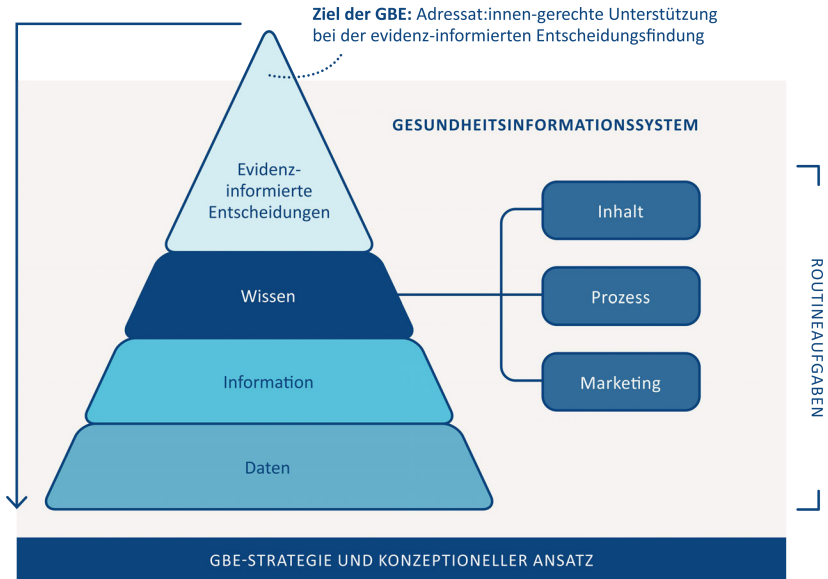 Ziel der GBE: Adressat:innen-gerechte Unterstützung
bei der evidenz-informierten Entscheidungsfindung
GESUNDHEITSINFORMATIONSSYSTEM
Evidenz-
informierte
Entscheidungen
Wissen
Information
Daten
Inhalt
Prozess
Marketing
ROUTINEAUFGABEN
GBE-STRATEGIE UND KONZEPTIONELLER ANSATZ